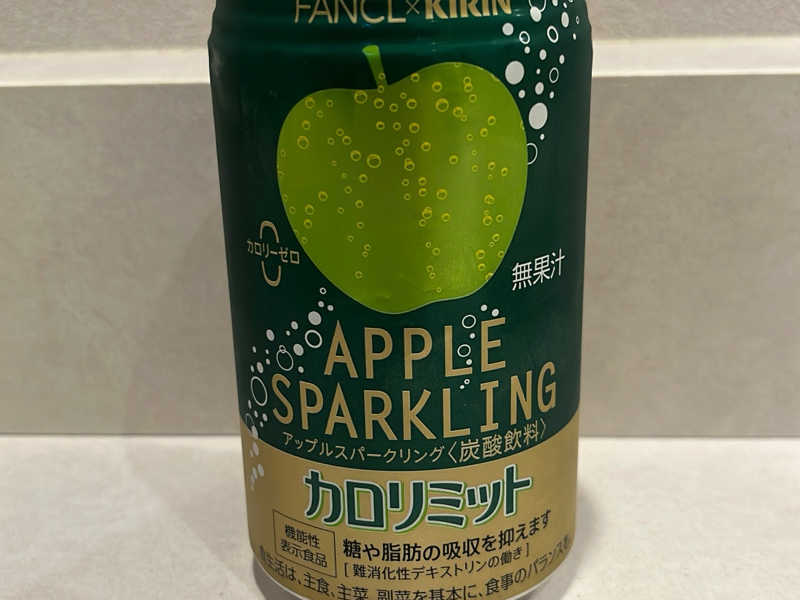 FANCL×KIRIN
カロリーゼロ
無果汁
APPLE
SPARKLING
アップルスパークリング〈炭酸飲料〉
カロリミット
機能性
表示食品
糖や脂肪の吸収を抑えます
[難消化性デキストリンの働き]
食生活は、主食、主菜、副菜を基本に、食事のバランスを